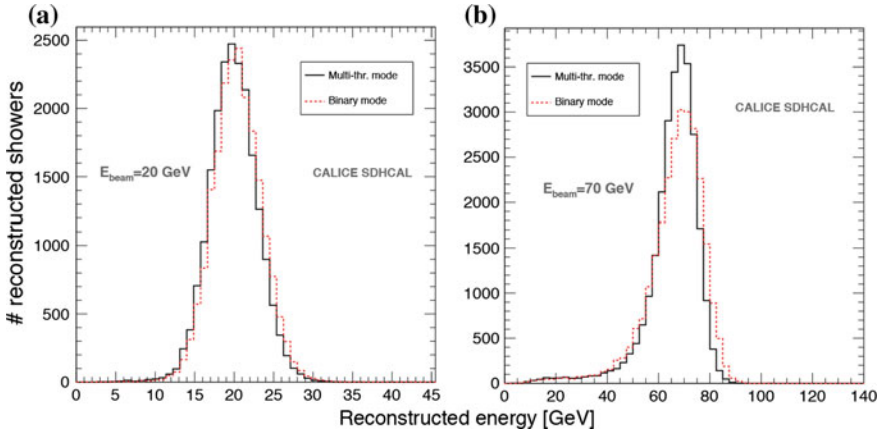 (a)
2500
2000
1500
1000
500
0
0 5 10 15 20 25 30 35 40 45
Multi-thr. mode
Binary mode
E_beam=20 GeV
CALICE SDHCAL
# reconstructed showers
(b)
3500
3000
2500
2000
1500
1000
500
0
0 20 40 60 80 100 120 140
Multi-thr. mode
Binary mode
CALICE SDHCAL
E_beam=70 GeV
Reconstructed energy [GeV]